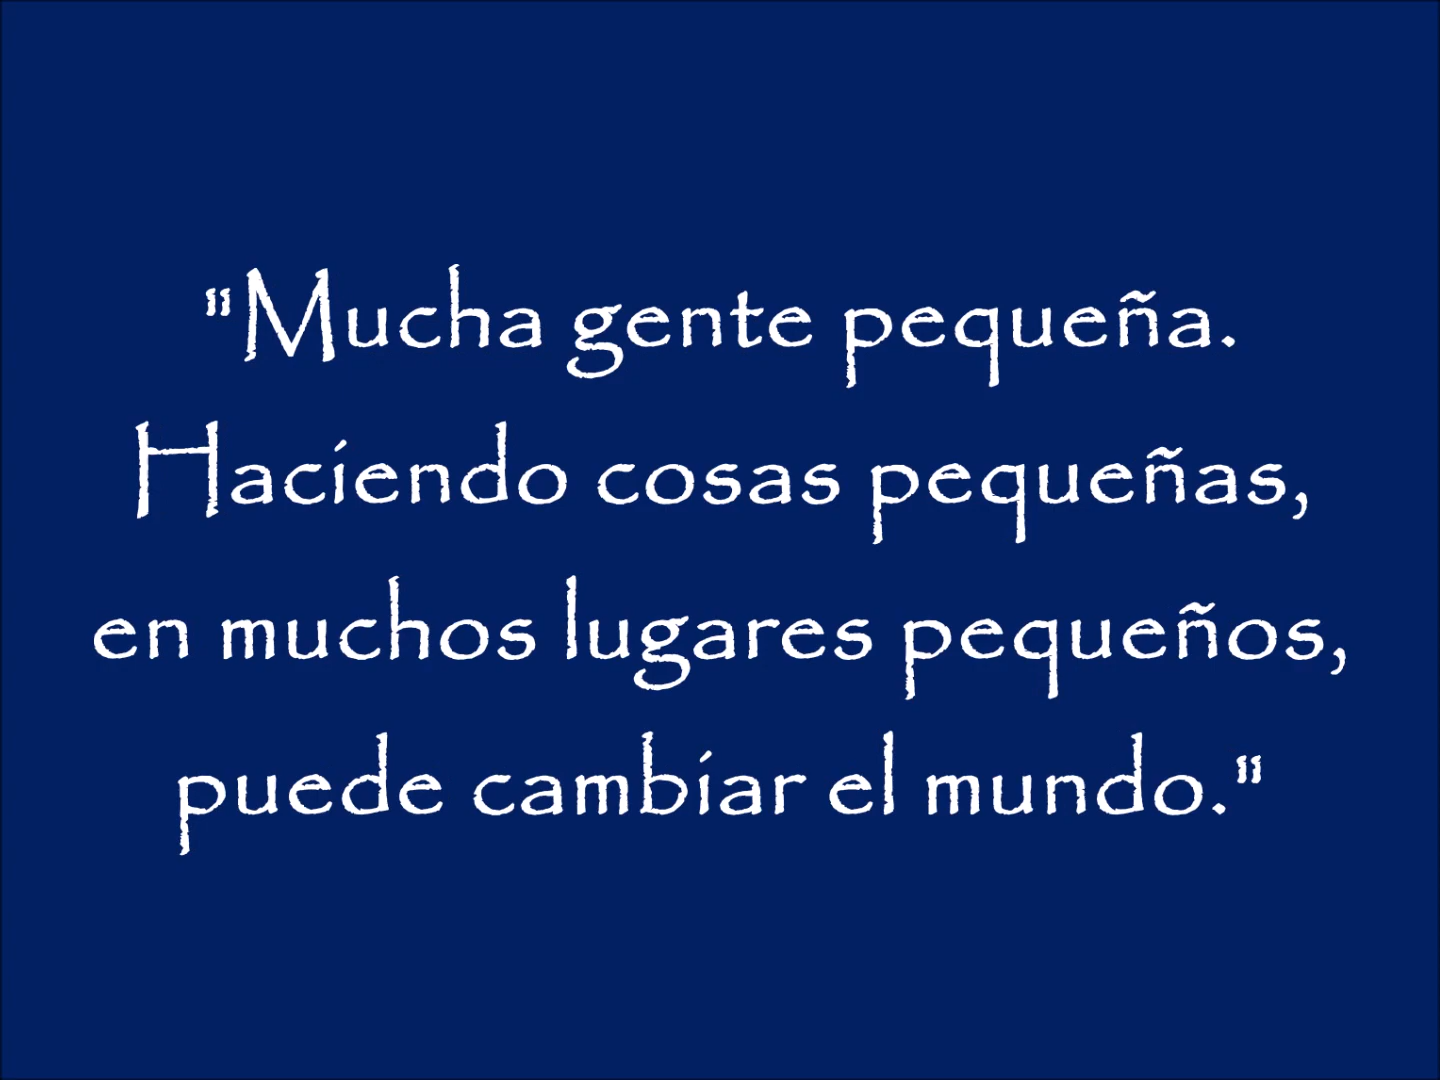 "Mucha gente pequeña.
Haciendo cosas pequeñas,
en muchos lugares pequeños,
puede cambiar el mundo."